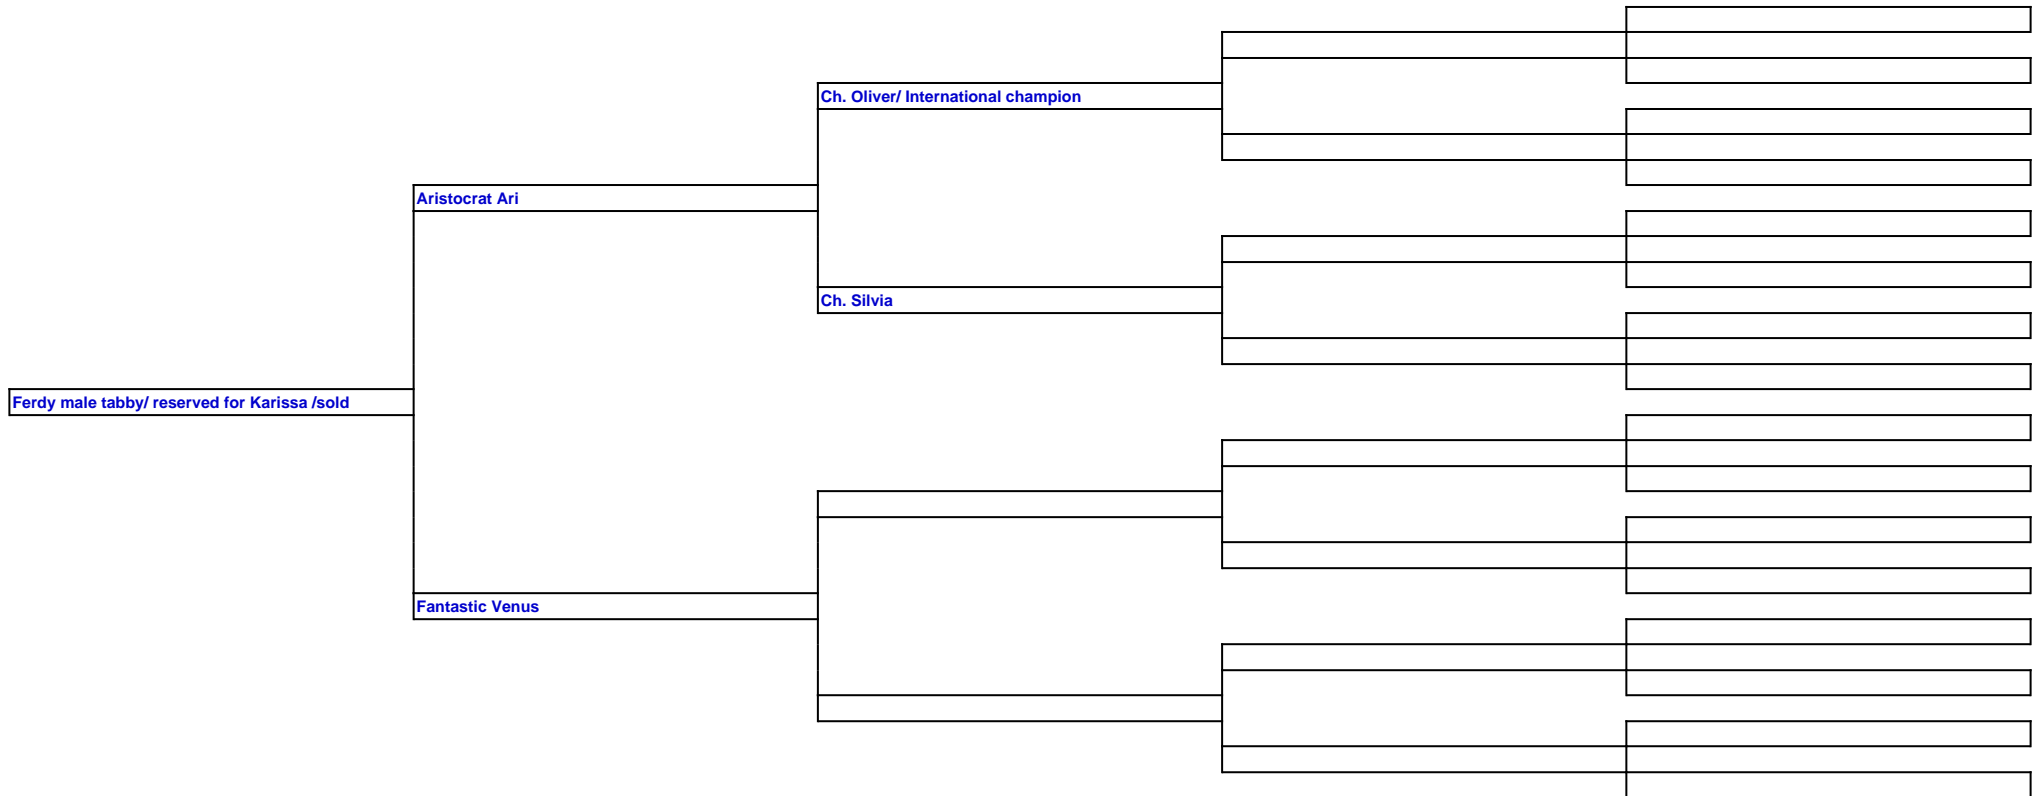 Ch. Oliver/ International champion
Aristocrat Ari
Ch. Silvia
Ferdy male tabby/ reserved for Karissa /sold
Fantastic Venus